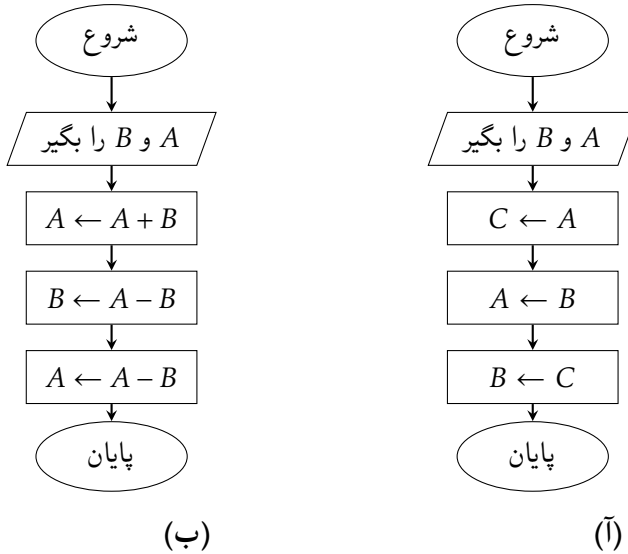 شروع
A و B را بگیر
C ← A
A ← B
B ← C
پایان
(آ)
شروع
A و B را بگیر
A ← A + B
B ← A − B
A ← A − B
پایان
(ب)